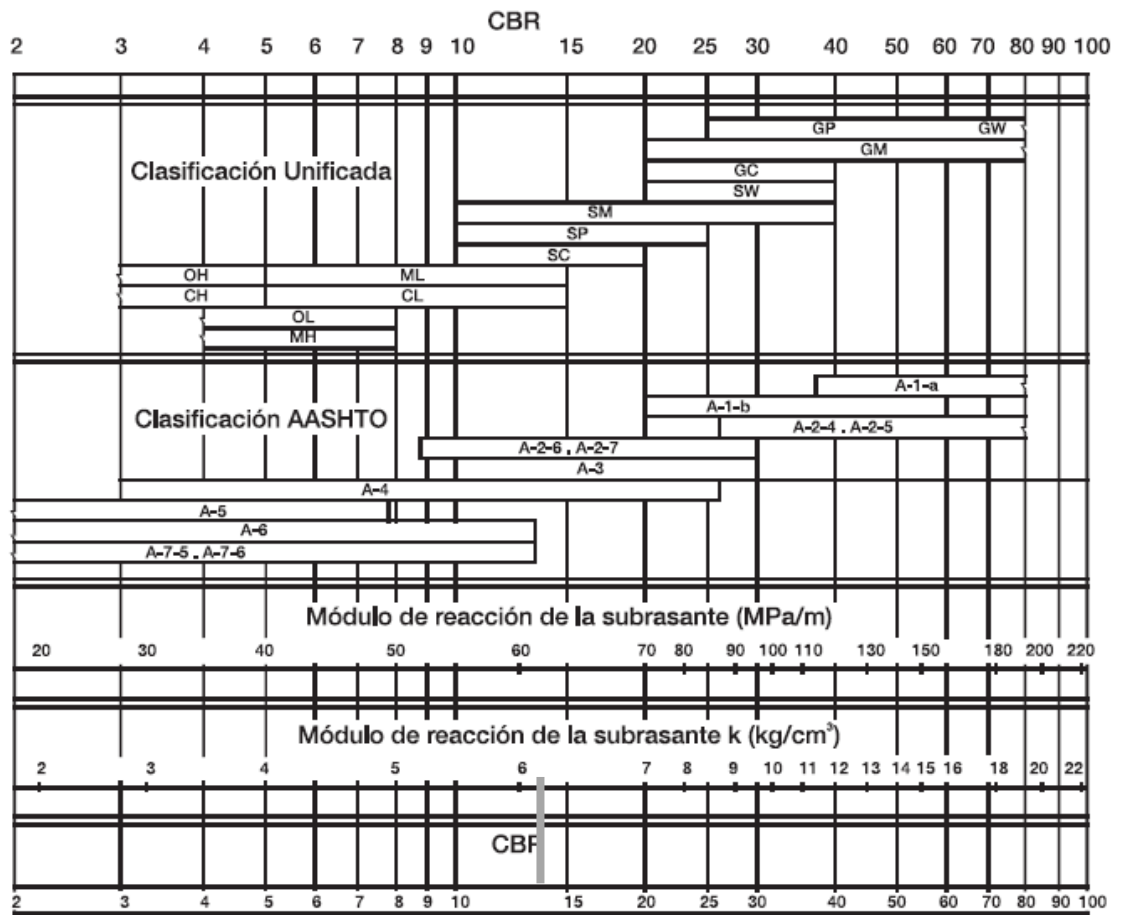 CBR
2 3 4 5 6 7 8 9 10 15 20 25 30 40 50 60 70 80 90 100
GP GW
GM
Clasificación Unificada
GC
SW
SM
SP
SC
OH ML
CH CL
OL
MH
A-1-a
A-1-b
Clasificación AASHTO
A-2-4 . A-2-5
A-2-6 . A-2-7
A-3
A-4
A-5
A-6
A-7-5 . A-7-6
Módulo de reacción de la subrasante (MPa/m)
20 30 40 50 60 70 80 90 100 110 130 150 180 200 220
Módulo de reacción de la subrasante k (kg/cm³)
2 3 4 5 6 7 8 9 10 11 12 13 14 15 16 18 20 22
CBF
2 3 4 5 6 7 8 9 10 15 20 25 30 40 50 60 70 80 90 100